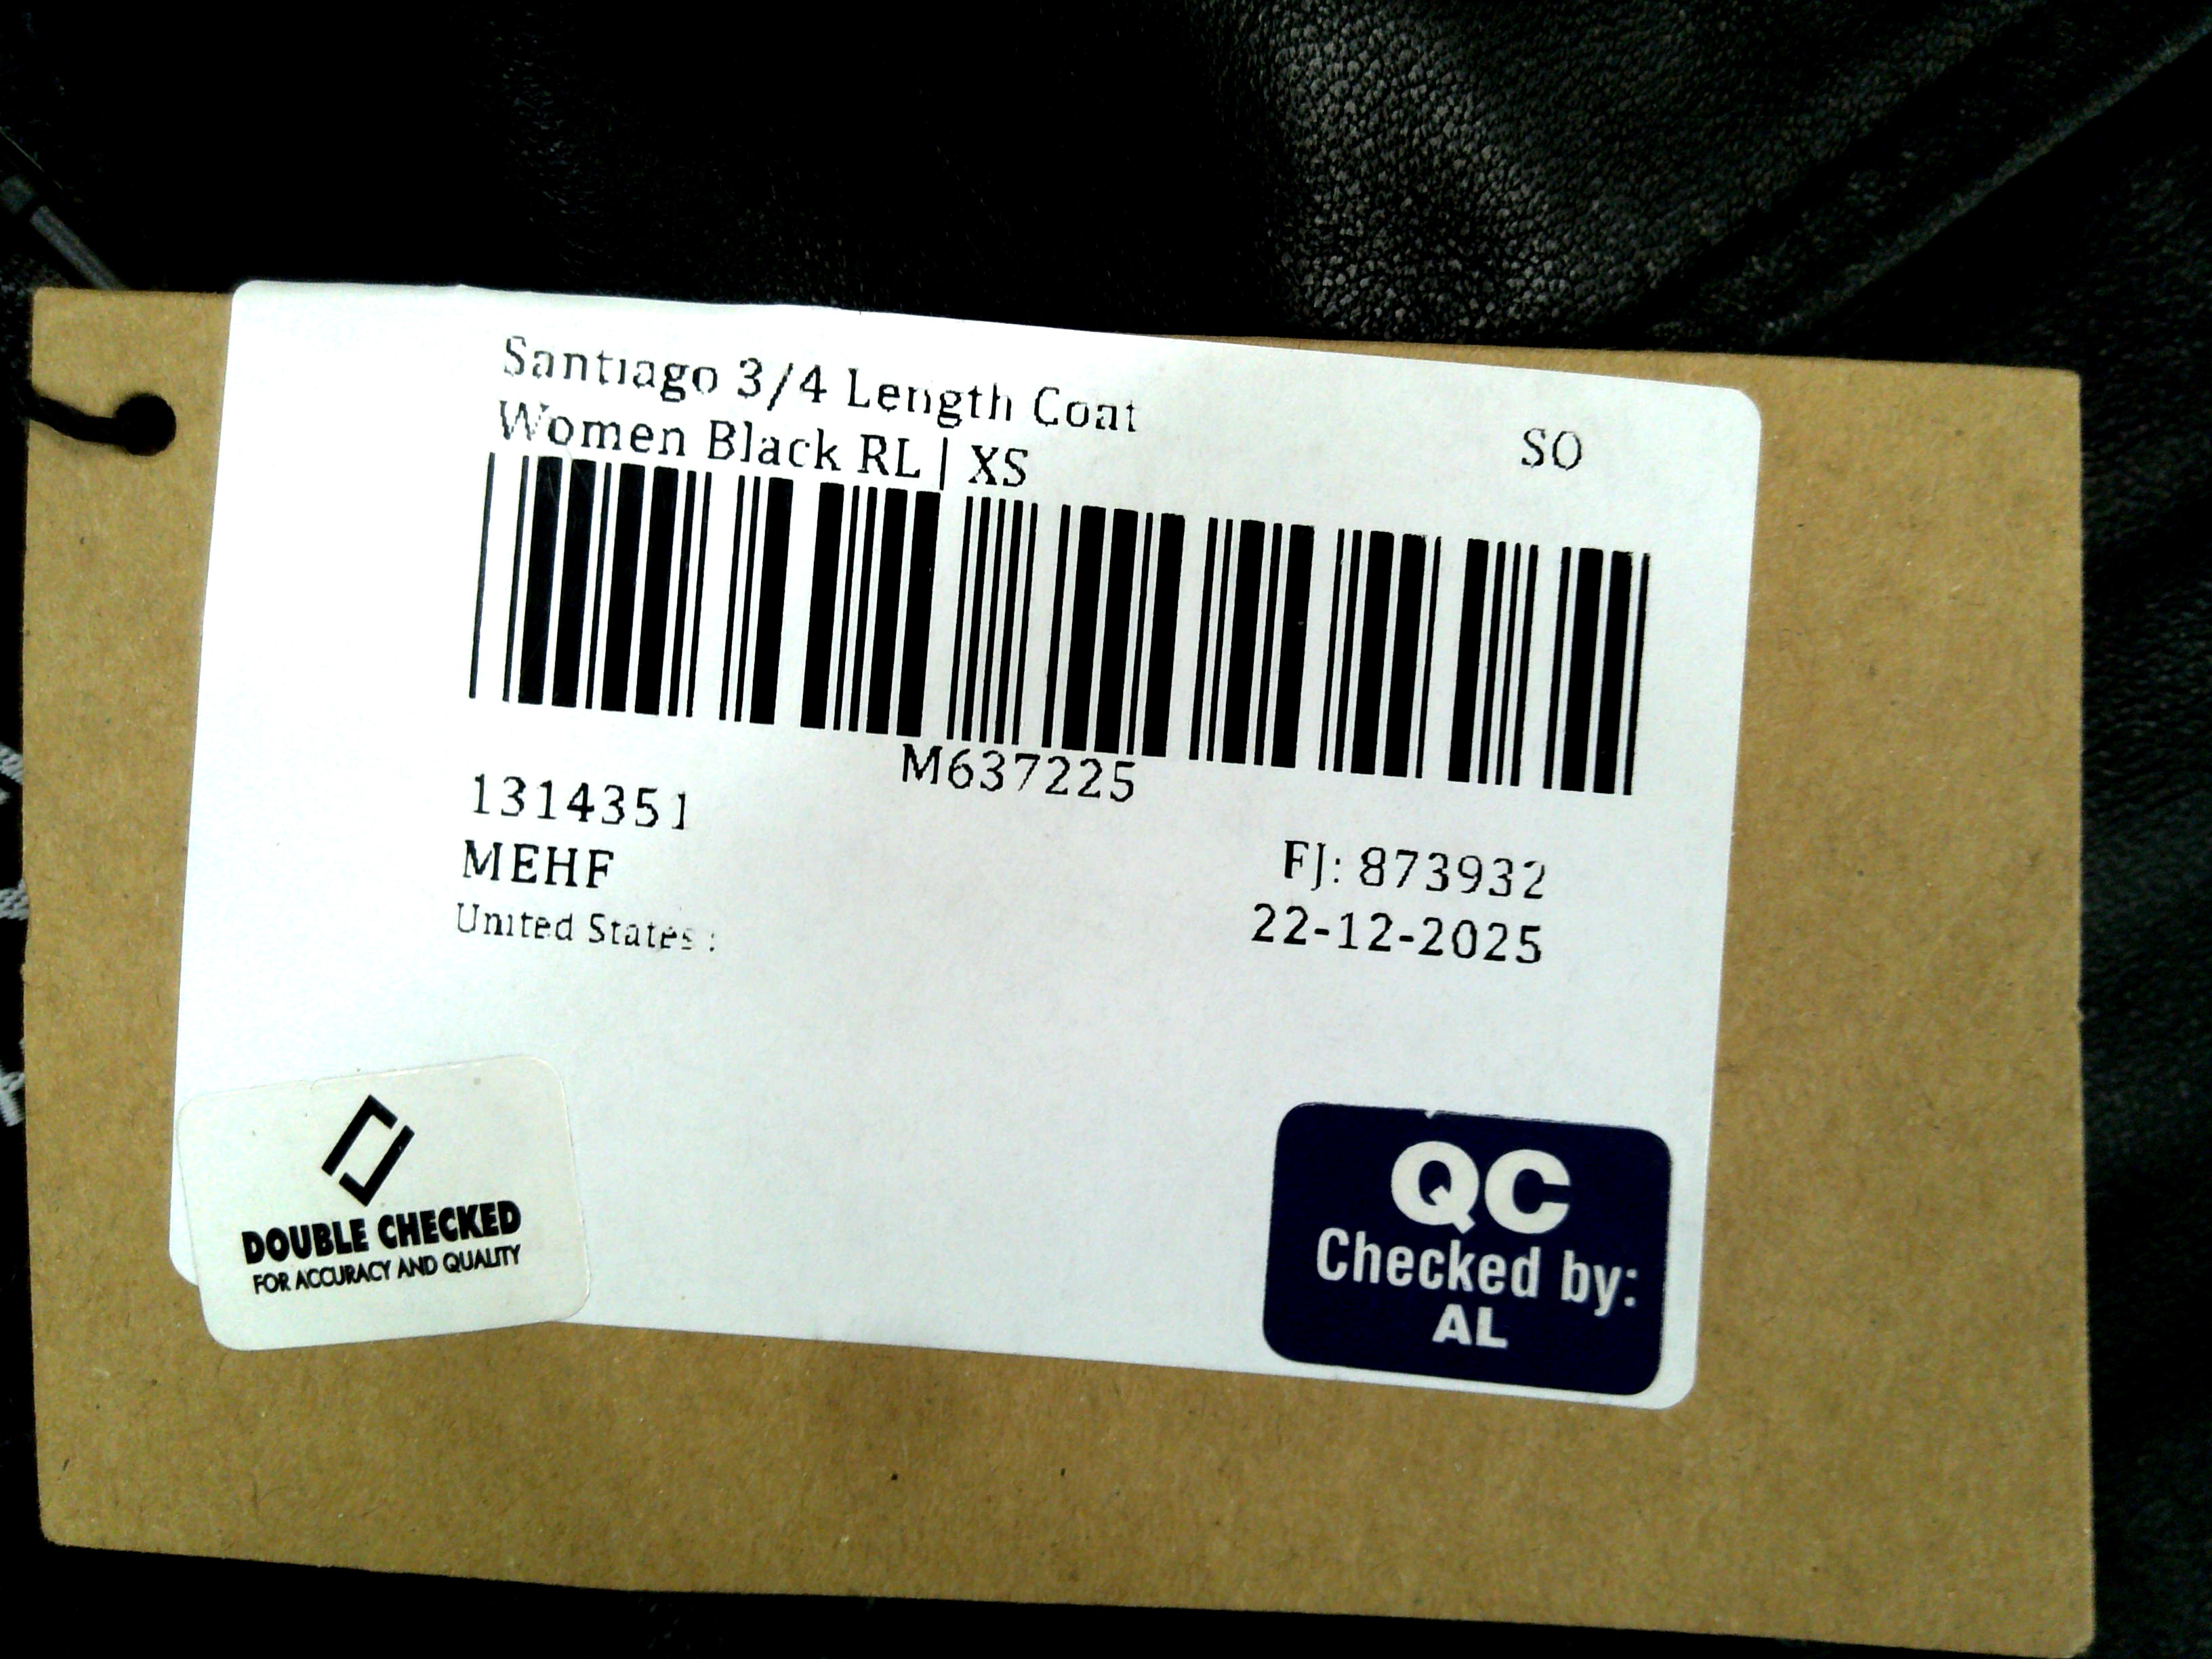 Santiago 3/4 Length Coat
Women Black RL | XS
SO
M637225
1314351
MEHF
United States :
FJ: 873932
22-12-2025
DOUBLE CHECKED
FOR ACCURACY AND QUALITY
QC
Checked by:
AL